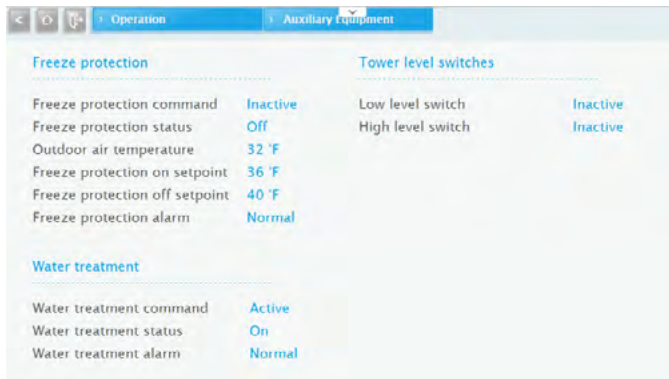 < › Operation › Auxiliary Equipment
Freeze protection
Freeze protection command Inactive
Freeze protection status Off
Outdoor air temperature 32 °F
Freeze protection on setpoint 36 °F
Freeze protection off setpoint 40 °F
Freeze protection alarm Normal
Water treatment
Water treatment command Active
Water treatment status On
Water treatment alarm Normal
Tower level switches
Low level switch Inactive
High level switch Inactive